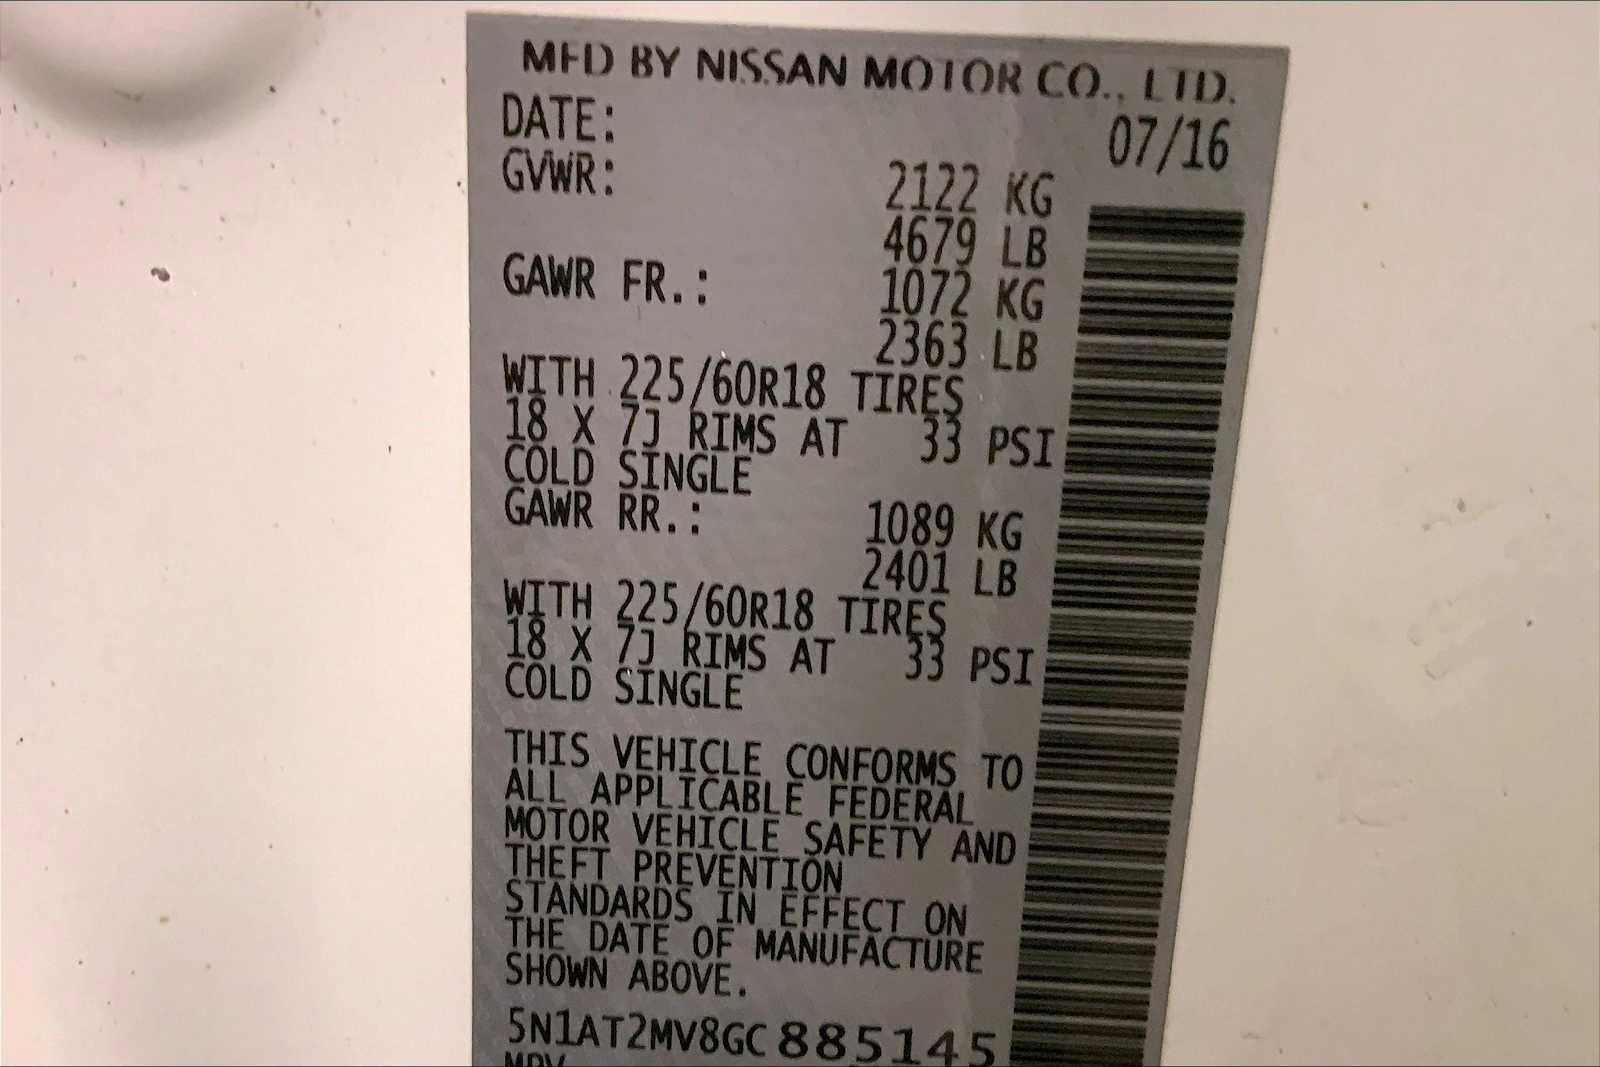 MFD BY NISSAN MOTOR CO., LTD.
DATE: 07/16
GVWR: 2122 KG
4679 LB
GAWR FR.: 1072 KG
2363 LB
WITH 225/60R18 TIRES
18 X 7J RIMS AT 33 PSI
COLD SINGLE
GAWR RR.: 1089 KG
2401 LB
WITH 225/60R18 TIRES
18 X 7J RIMS AT 33 PSI
COLD SINGLE
THIS VEHICLE CONFORMS TO
ALL APPLICABLE FEDERAL
MOTOR VEHICLE SAFETY AND
THEFT PREVENTION
STANDARDS IN EFFECT ON
THE DATE OF MANUFACTURE
SHOWN ABOVE.
5N1AT2MV8GC885145
MPV